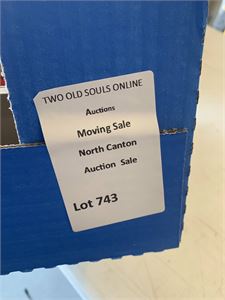 TWO OLD SOULS ONLINE
Auctions
Moving Sale
North Canton
Auction Sale
Lot 743